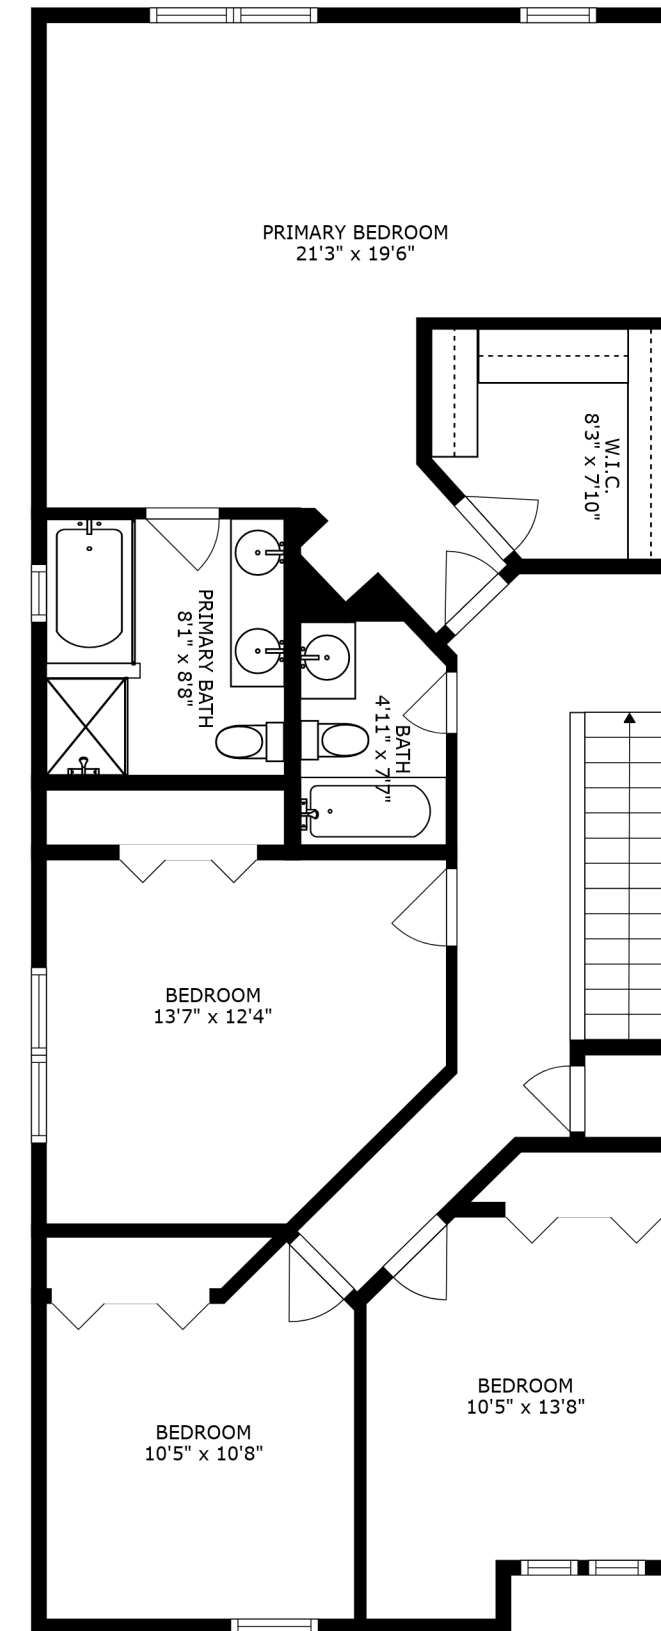 PRIMARY BEDROOM
21'3" x 19'6"
W.I.C.
8'3" x 7'10"
PRIMARY BATH
8'1" x 8'8"
BATH
4'11" x 7'7"
BEDROOM
13'7" x 12'4"
BEDROOM
10'5" x 13'8"
BEDROOM
10'5" x 10'8"